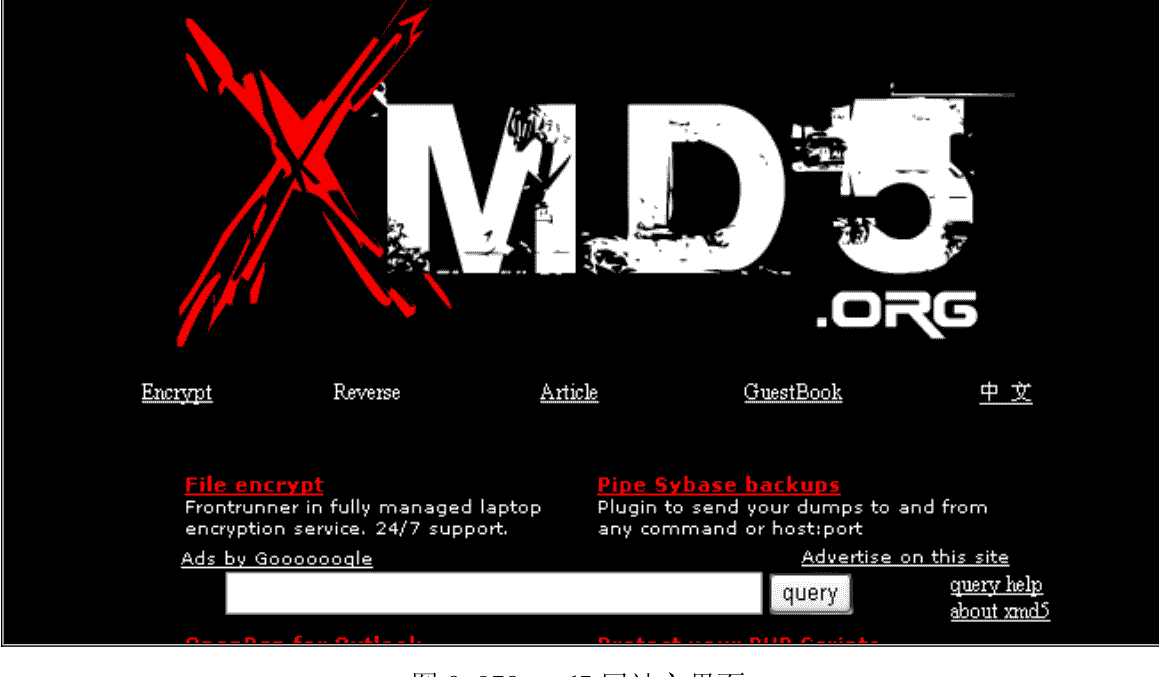 XMD5
.ORG
Encrypt Reverse Article GuestBook 中 文
File encrypt
Frontrunner in fully managed laptop
encryption service. 24/7 support.
Pipe Sybase backups
Plugin to send your dumps to and from
any command or host:port
Ads by Goooooogle
Advertise on this site
query
query help
about xmd5